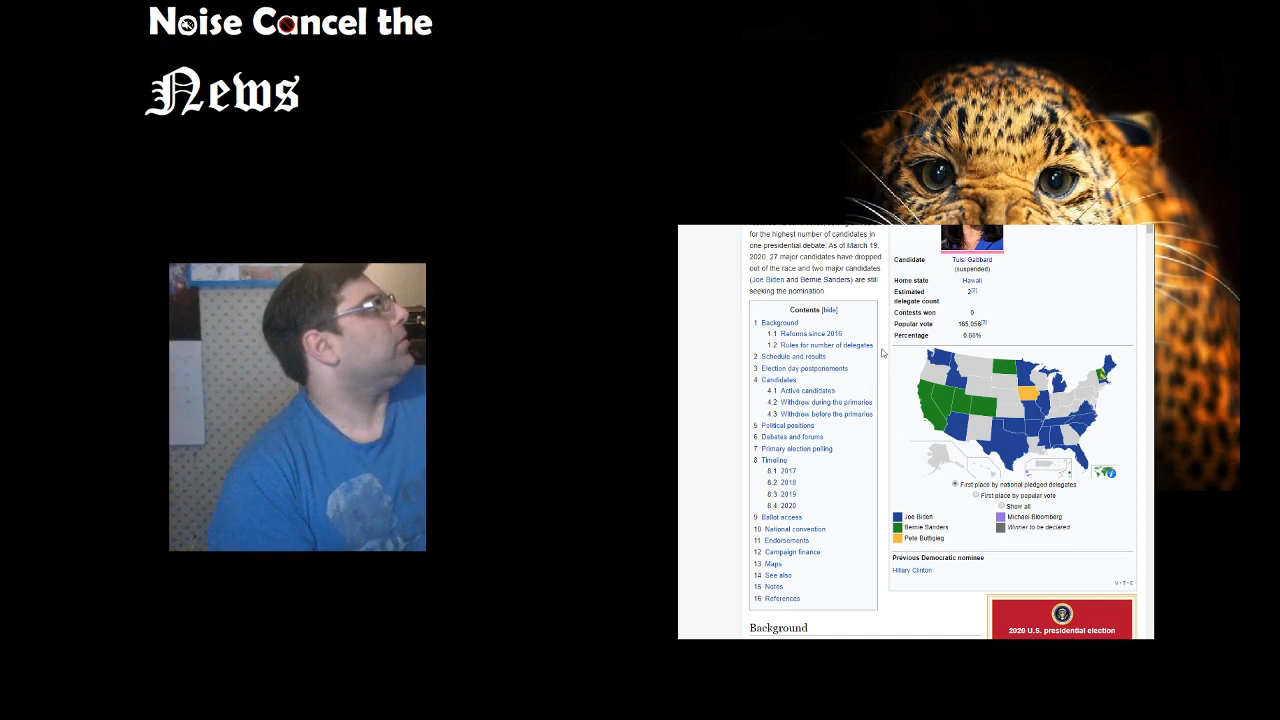 Noise Cancel the
News
for the highest number of candidates in
one presidential debate. As of March 19,
2020, 27 major candidates have dropped
out of the race and two major candidates
(Joe Biden and Bernie Sanders) are still
seeking the nomination
Contents [hide]
1 Background
1.1 Reforms since 2016
1.2 Rules for number of delegates
2 Schedule and results
3 Election day postponements
4 Candidates
4.1 Active candidates
4.2 Withdrew during the primaries
4.3 Withdrew before the primaries
5 Political positions
6 Debates and forums
7 Primary election polling
8 Timeline
8.1 2017
8.2 2018
8.3 2019
8.4 2020
9 Ballot access
10 National convention
11 Endorsements
12 Campaign finance
13 Maps
14 See also
15 Notes
16 References
Background
Candidate Tulsi Gabbard
(suspended)
Home state Hawaii
Estimated delegate count 2[2]
Contests won 0
Popular vote 165,056[3]
Percentage 0.66%
First place by national pledged delegates
First place by popular vote
Show all
Joe Biden
Michael Bloomberg
Bernie Sanders
Winner to be declared
Pete Buttigieg
Previous Democratic nominee
Hillary Clinton
V·T·E
2020 U.S. presidential election